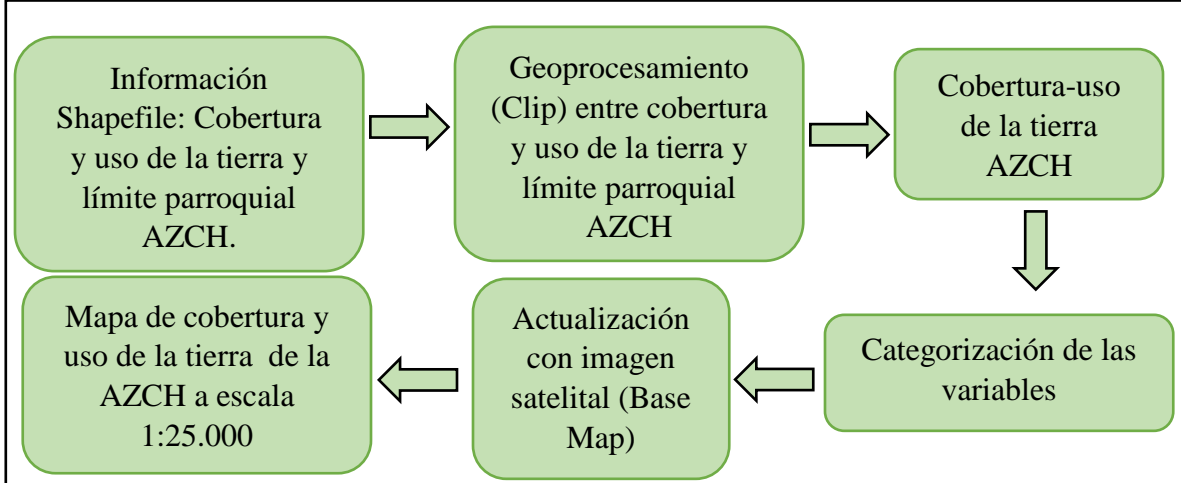 Información
Shapefile: Cobertura
y uso de la tierra y
límite parroquial
AZCH.
Geoprocesamiento
(Clip) entre cobertura
y uso de la tierra y
límite parroquial
AZCH
Cobertura-uso
de la tierra
AZCH
Categorización de las
variables
Actualización
con imagen
satelital (Base
Map)
Mapa de cobertura y
uso de la tierra de la
AZCH a escala
1:25.000